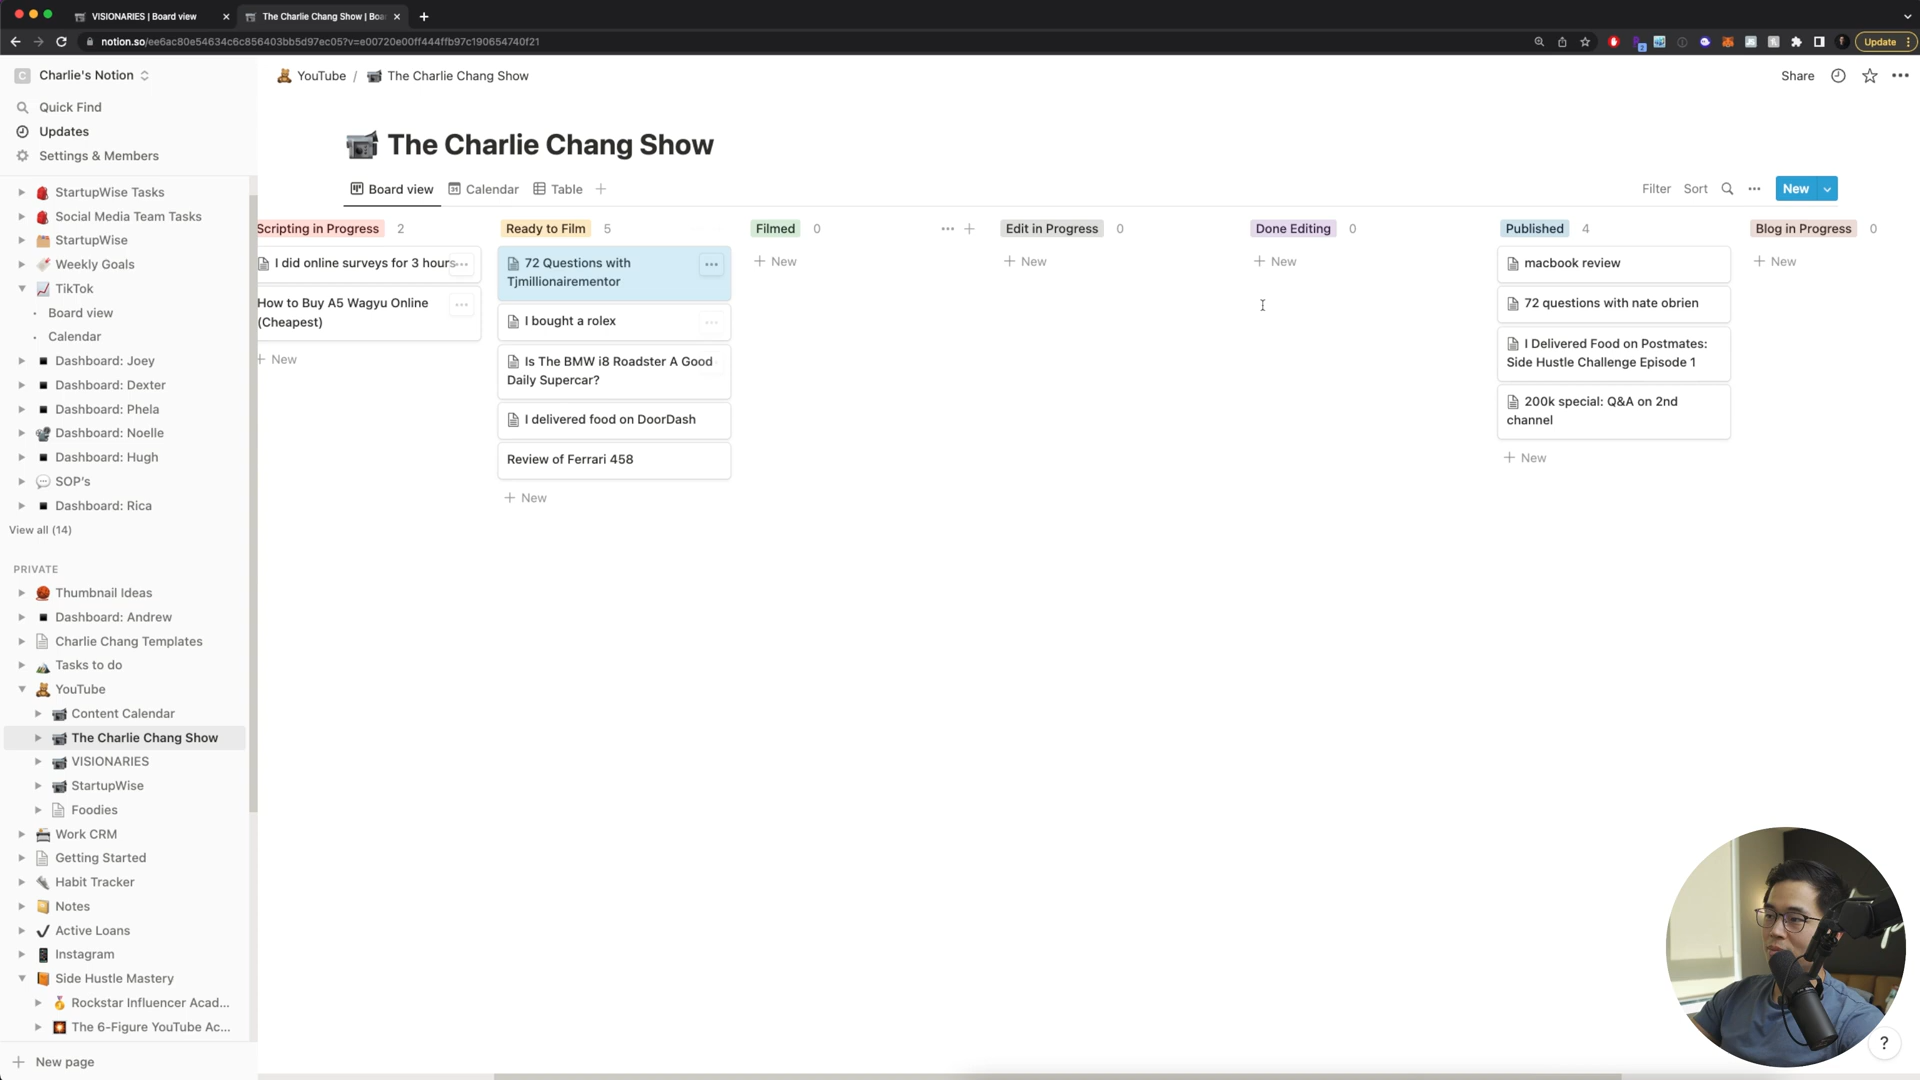 VISIONARIES | Board view
The Charlie Chang Show | Boa
Update
notion.so/ee6ac80e54634c6c856403bb5d97ec05?v=e00720e00ff444ffb97c190654740f21
C
Charlie's Notion
YouTube / The Charlie Chang Show
Share
Quick Find
Updates
Settings & Members
The Charlie Chang Show
Board view
Calendar
Table
Filter
Sort
New
StartupWise Tasks
Social Media Team Tasks
StartupWise
Weekly Goals
TikTok
Board view
Calendar
Dashboard: Joey
Dashboard: Dexter
Dashboard: Phela
Dashboard: Noelle
Dashboard: Hugh
SOP's
Dashboard: Rica
View all (14)
PRIVATE
Thumbnail Ideas
Dashboard: Andrew
Charlie Chang Templates
Tasks to do
YouTube
Content Calendar
The Charlie Chang Show
VISIONARIES
StartupWise
Foodies
Work CRM
Getting Started
Habit Tracker
Notes
Active Loans
Instagram
Side Hustle Mastery
Rockstar Influencer Acad...
The 6-Figure YouTube Ac...
New page
Scripting in Progress 2
I did online surveys for 3 hours
How to Buy A5 Wagyu Online
(Cheapest)
New
Ready to Film 5
72 Questions with
Tjmillionairementor
I bought a rolex
Is The BMW i8 Roadster A Good
Daily Supercar?
I delivered food on DoorDash
Review of Ferrari 458
New
Filmed 0
New
Edit in Progress 0
New
Done Editing 0
New
Published 4
macbook review
72 questions with nate obrien
I Delivered Food on Postmates:
Side Hustle Challenge Episode 1
200k special: Q&A on 2nd
channel
New
Blog in Progress 0
New
?